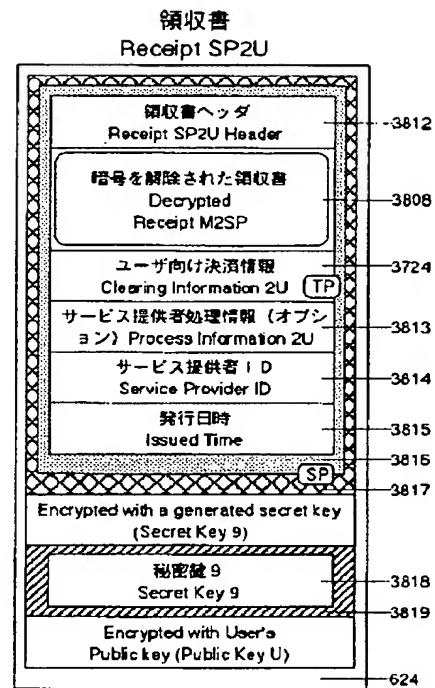 領収書
Receipt SP2U
領収書ヘッダ
Receipt SP2U Header
3812
暗号を解除された領収書
Decrypted
Receipt M2SP
3808
ユーザ向け決済情報
Clearing Information 2U
TP
3724
サービス提供者処理情報（オプシ
ョン）Process Information 2U
3813
サービス提供者ＩＤ
Service Provider ID
3814
発行日時
Issued Time
3815
3816
SP
3817
Encrypted with a generated secret key
(Secret Key 9)
秘密鍵 9
Secret Key 9
3818
3819
Encrypted with User's
Public key (Public Key U)
624